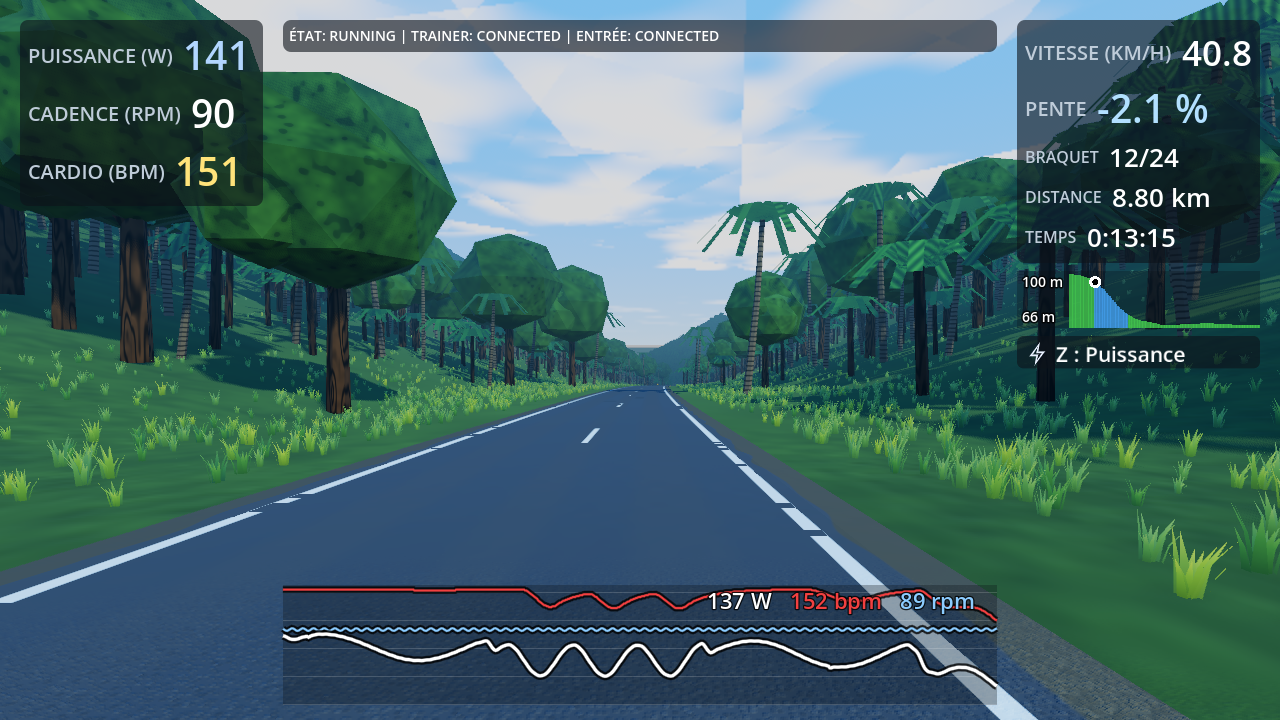 PUISSANCE (W) 141
CADENCE (RPM) 90
CARDIO (BPM) 151
ÉTAT: RUNNING | TRAINER: CONNECTED | ENTRÉE: CONNECTED
VITESSE (KM/H) 40.8
PENTE -2.1 %
BRAQUET 12/24
DISTANCE 8.80 km
TEMPS 0:13:15
100 m
66 m
Z : Puissance
137 W 152 bpm 89 rpm